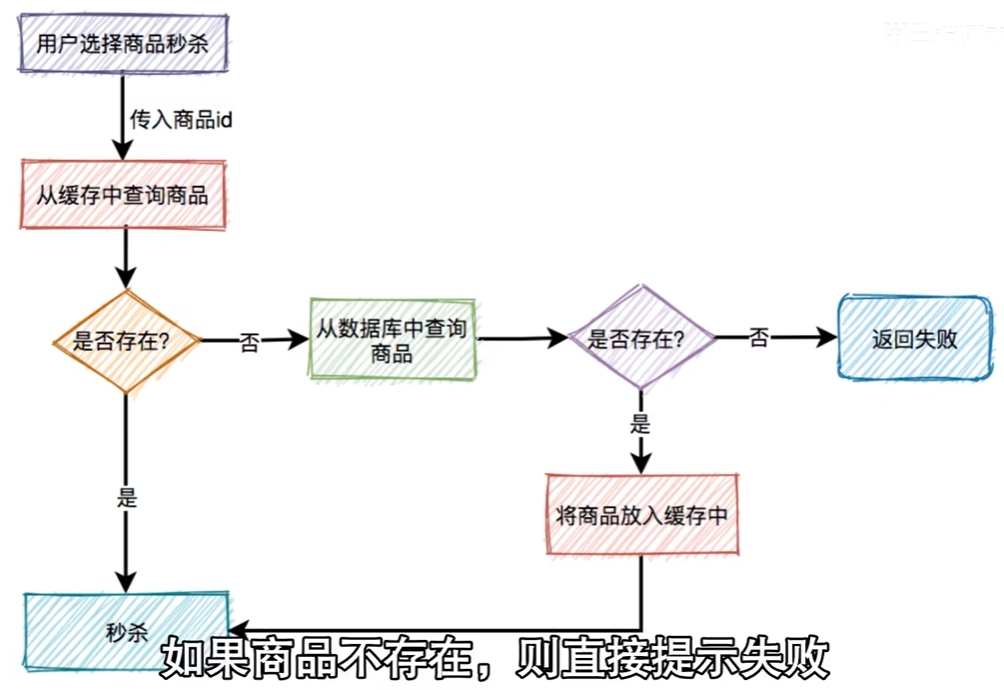 用户选择商品秒杀
传入商品id
从缓存中查询商品
是否存在?
否
从数据库中查询
商品
是否存在?
否
返回失败
是
是
将商品放入缓存中
秒杀
如果商品不存在，则直接提示失败